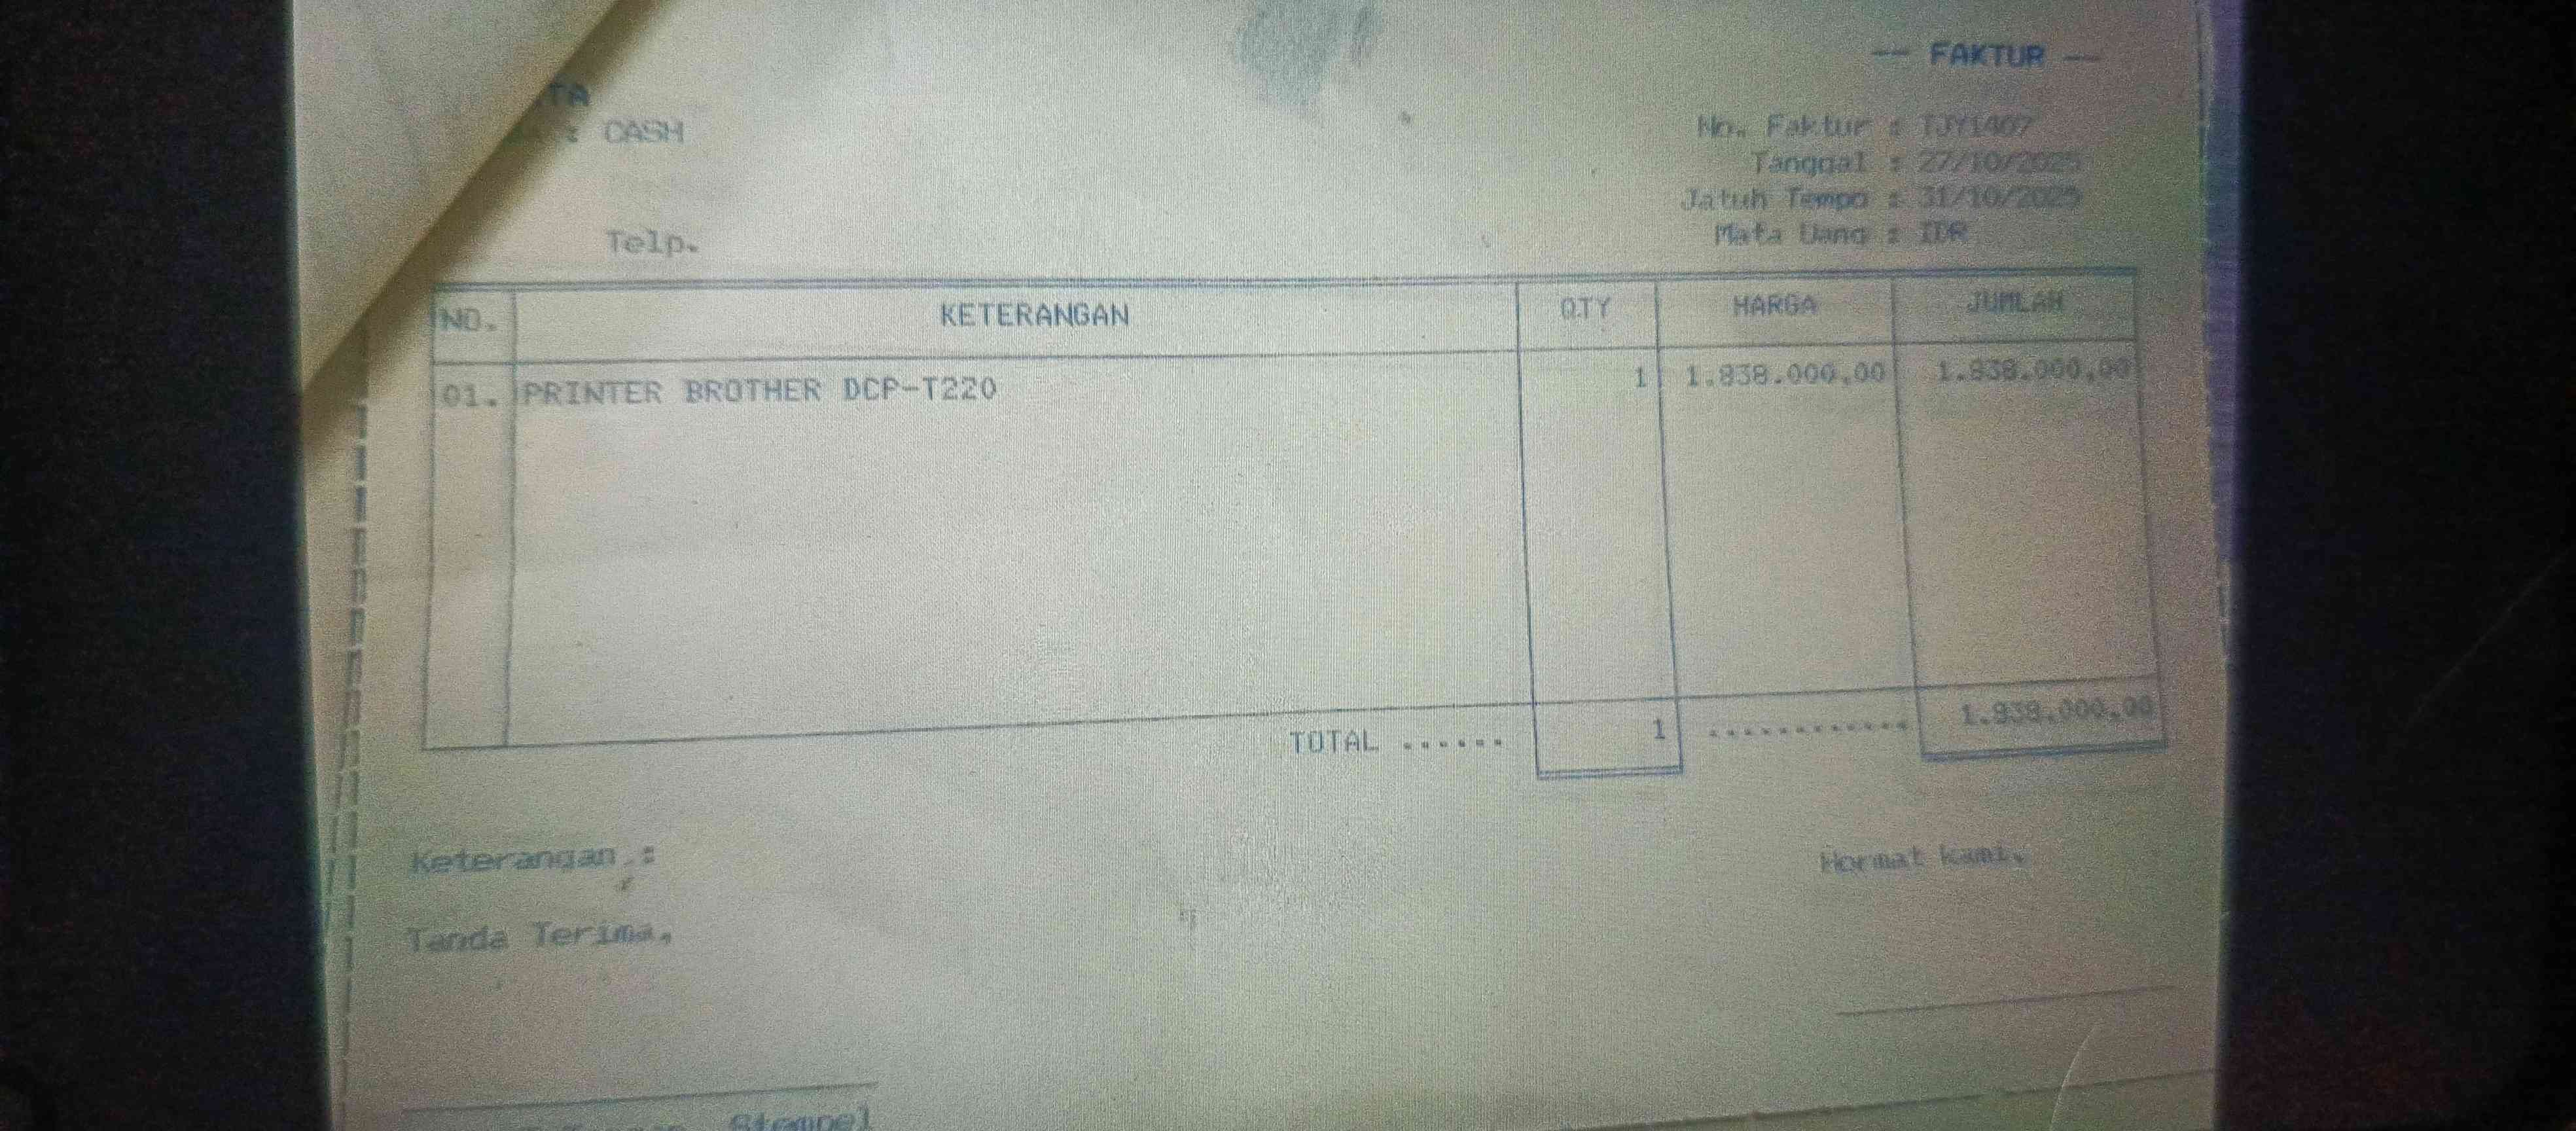 -- FAKTUR --
TA
: CASH
No. Faktur : TJY1407
Tanggal : 27/10/2025
Jatuh Tempo : 31/10/2025
Telp.
Mata Uang : IDR
NO. KETERANGAN QTY HARGA JUMLAH
01. PRINTER BROTHER DCP-T220 1 1.838.000,00 1.838.000,00
TOTAL ...... 1 ............ 1.838.000,00
Keterangan :
Hormat kami,
Tanda Terima,
Stempel